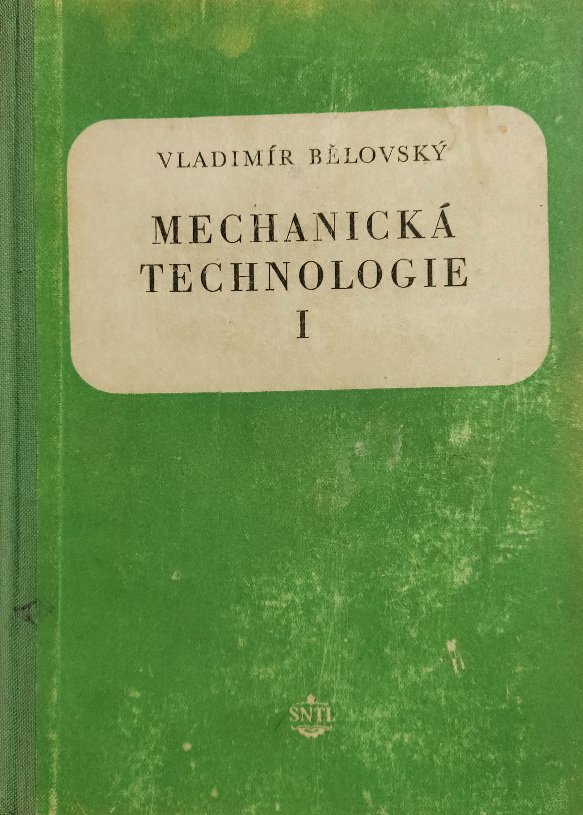 VLADIMÍR BĚLOVSKÝ
MECHANICKÁ
TECHNOLOGIE
I
SNTL